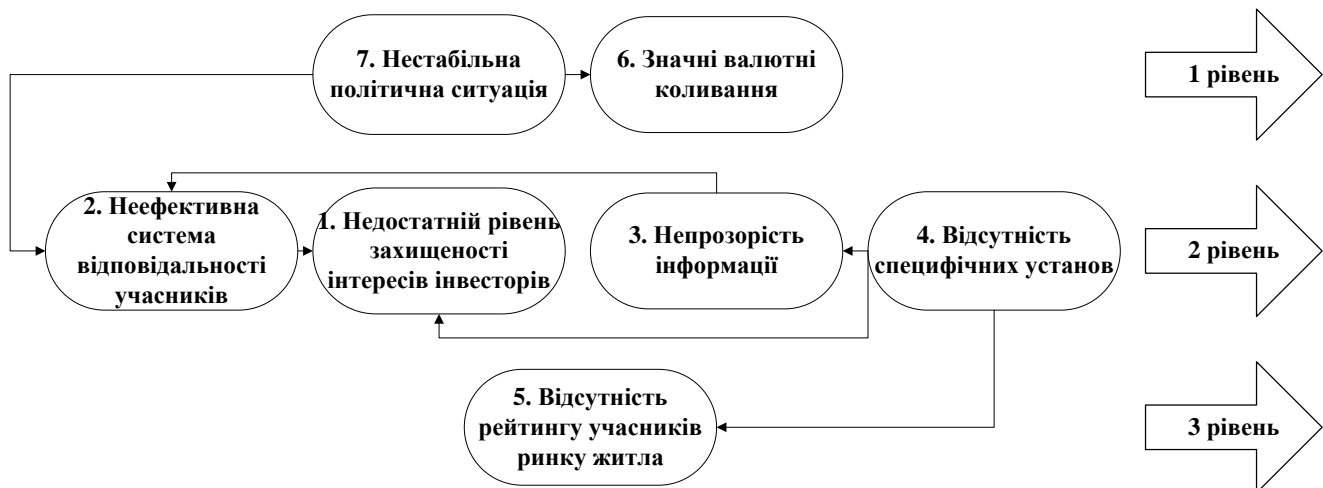 7. Нестабільна
політична ситуація
6. Значні валютні
коливання
1 рівень
2. Неефективна
система
відповідальності
учасників
1. Недостатній рівень
захищеності
інтересів інвесторів
3. Непрозорість
інформації
4. Відсутність
специфічних установ
2 рівень
5. Відсутність
рейтингу учасників
ринку житла
3 рівень